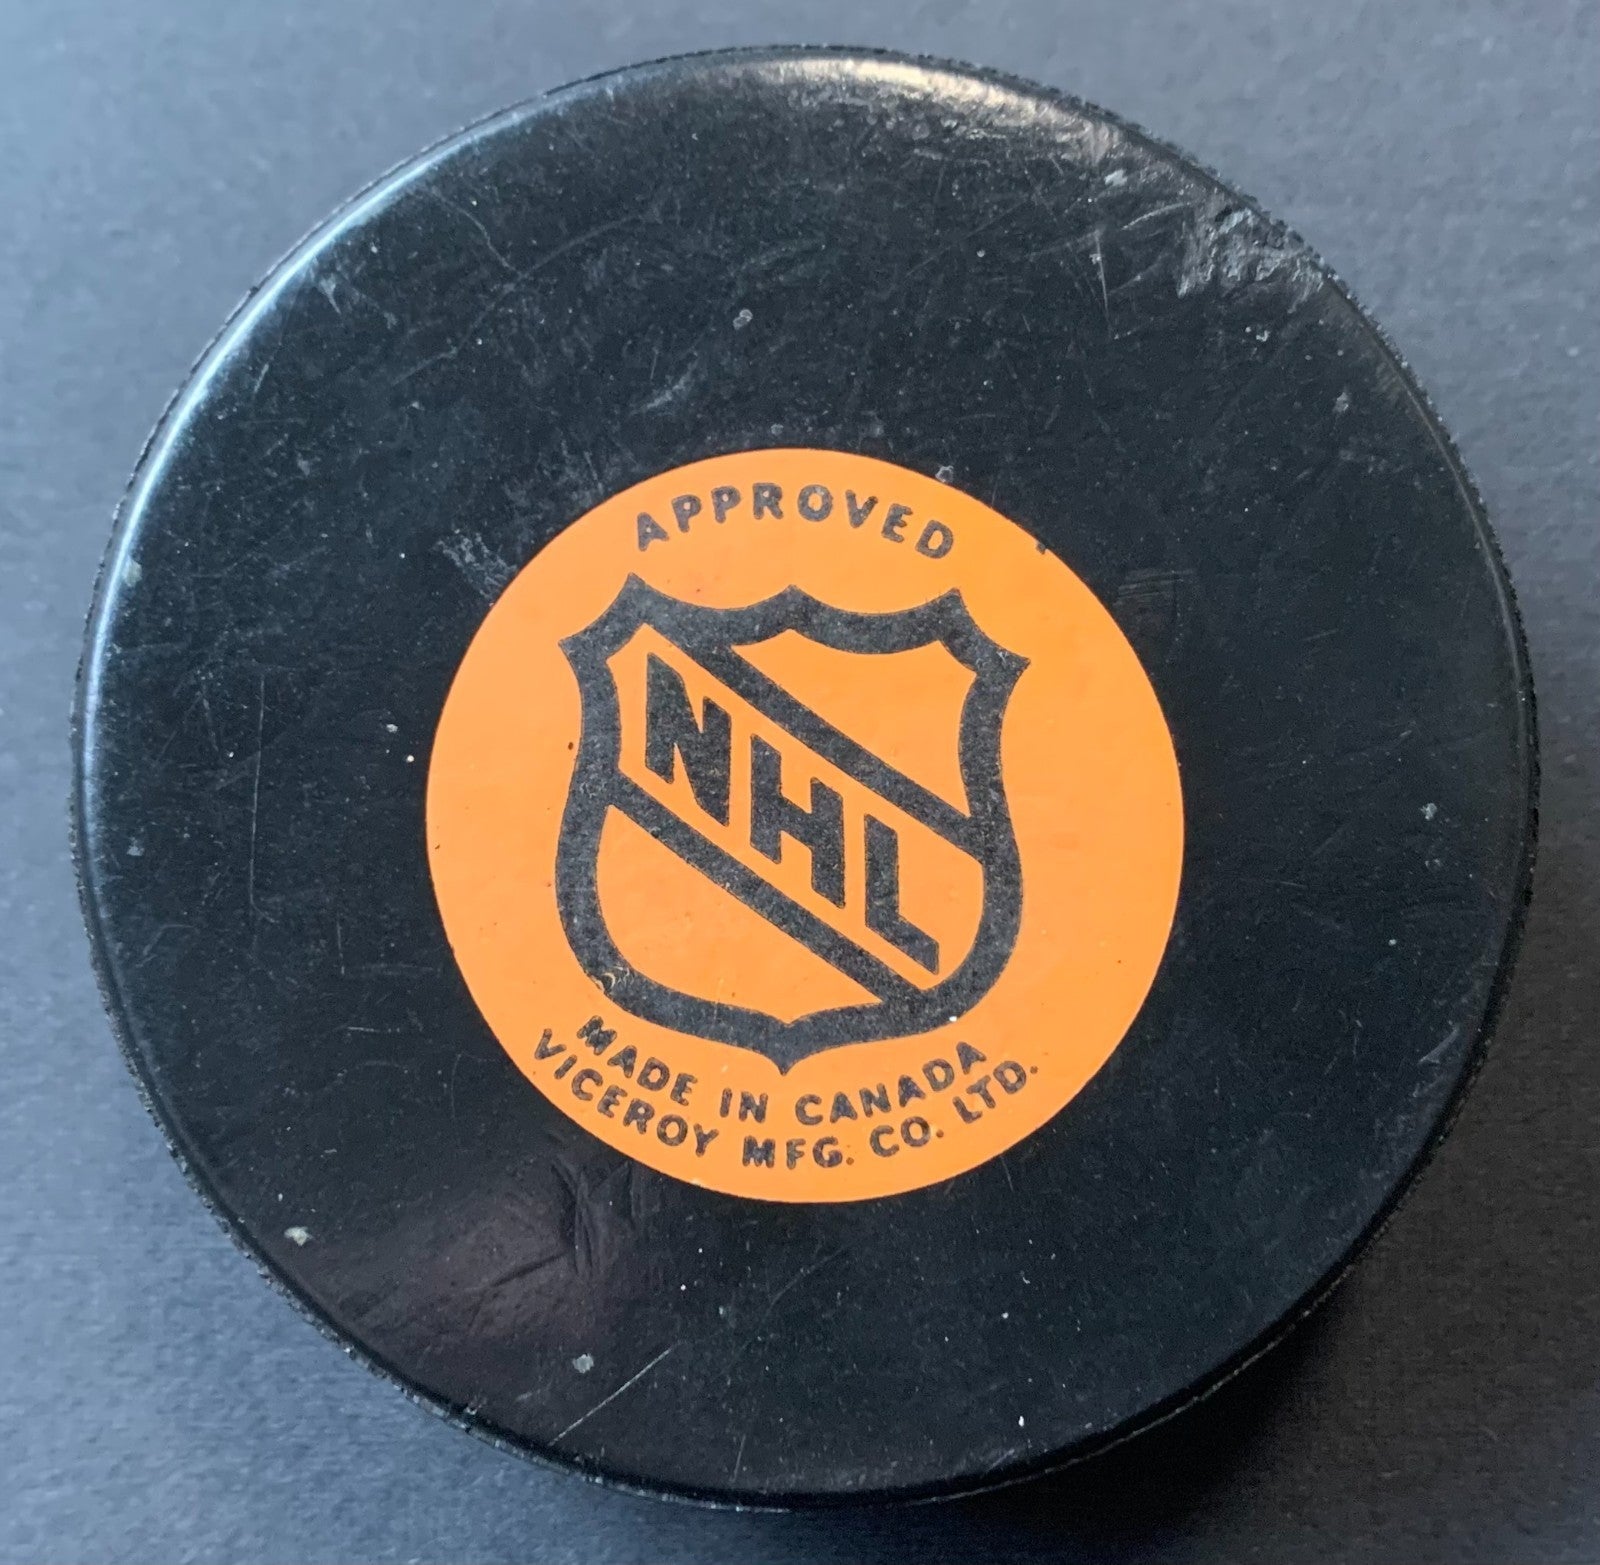 APPROVED
NHL
MADE IN CANADA
VICEROY MFG. CO. LTD.